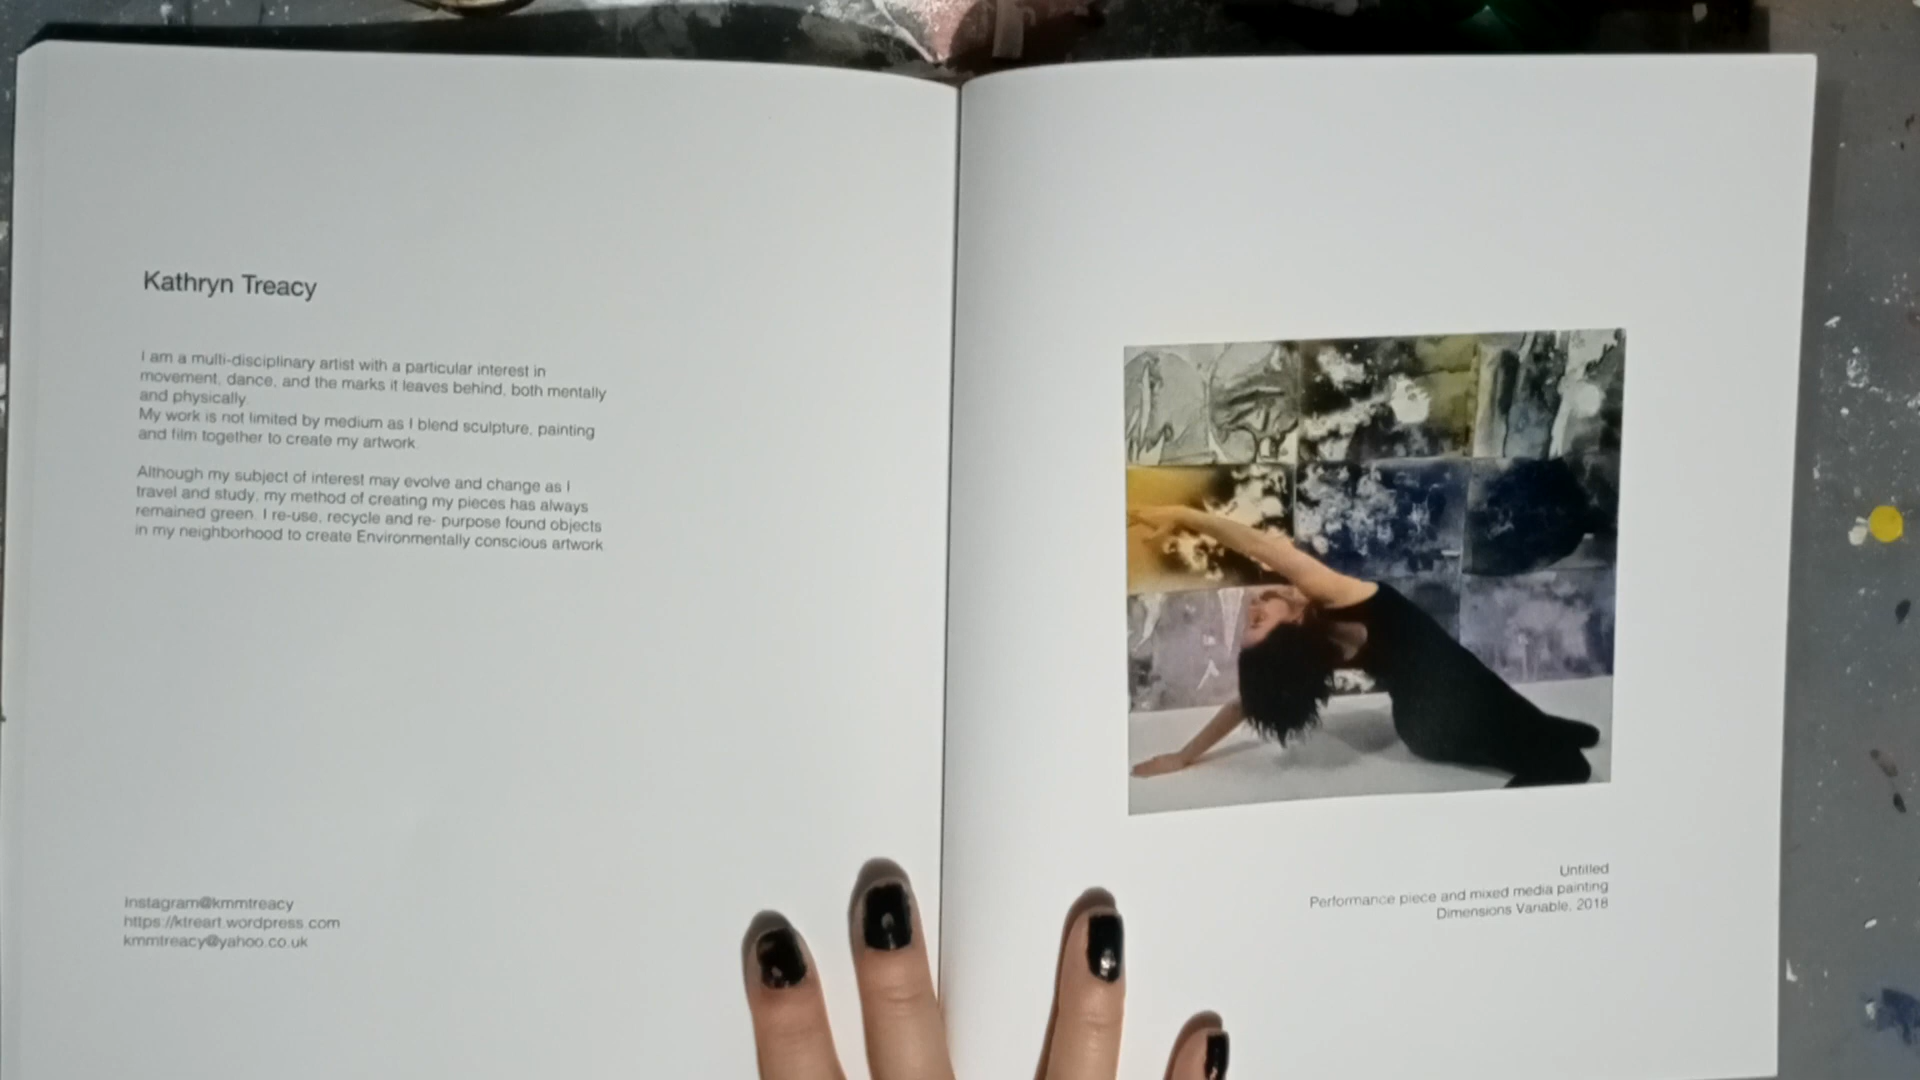 Kathryn Treacy
I am a multi-disciplinary artist with a particular interest in
movement, dance, and the marks it leaves behind, both mentally
and physically.
My work is not limited by medium as I blend sculpture, painting
and film together to create my artwork.
Although my subject of interest may evolve and change as I
travel and study, my method of creating my pieces has always
remained green. I re-use, recycle and re- purpose found objects
in my neighborhood to create Environmentally conscious artwork
instagram@kmmtreacy
https://ktreart.wordpress.com
kmmtreacy@yahoo.co.uk
Untitled
Performance piece and mixed media painting
Dimensions Variable, 2018